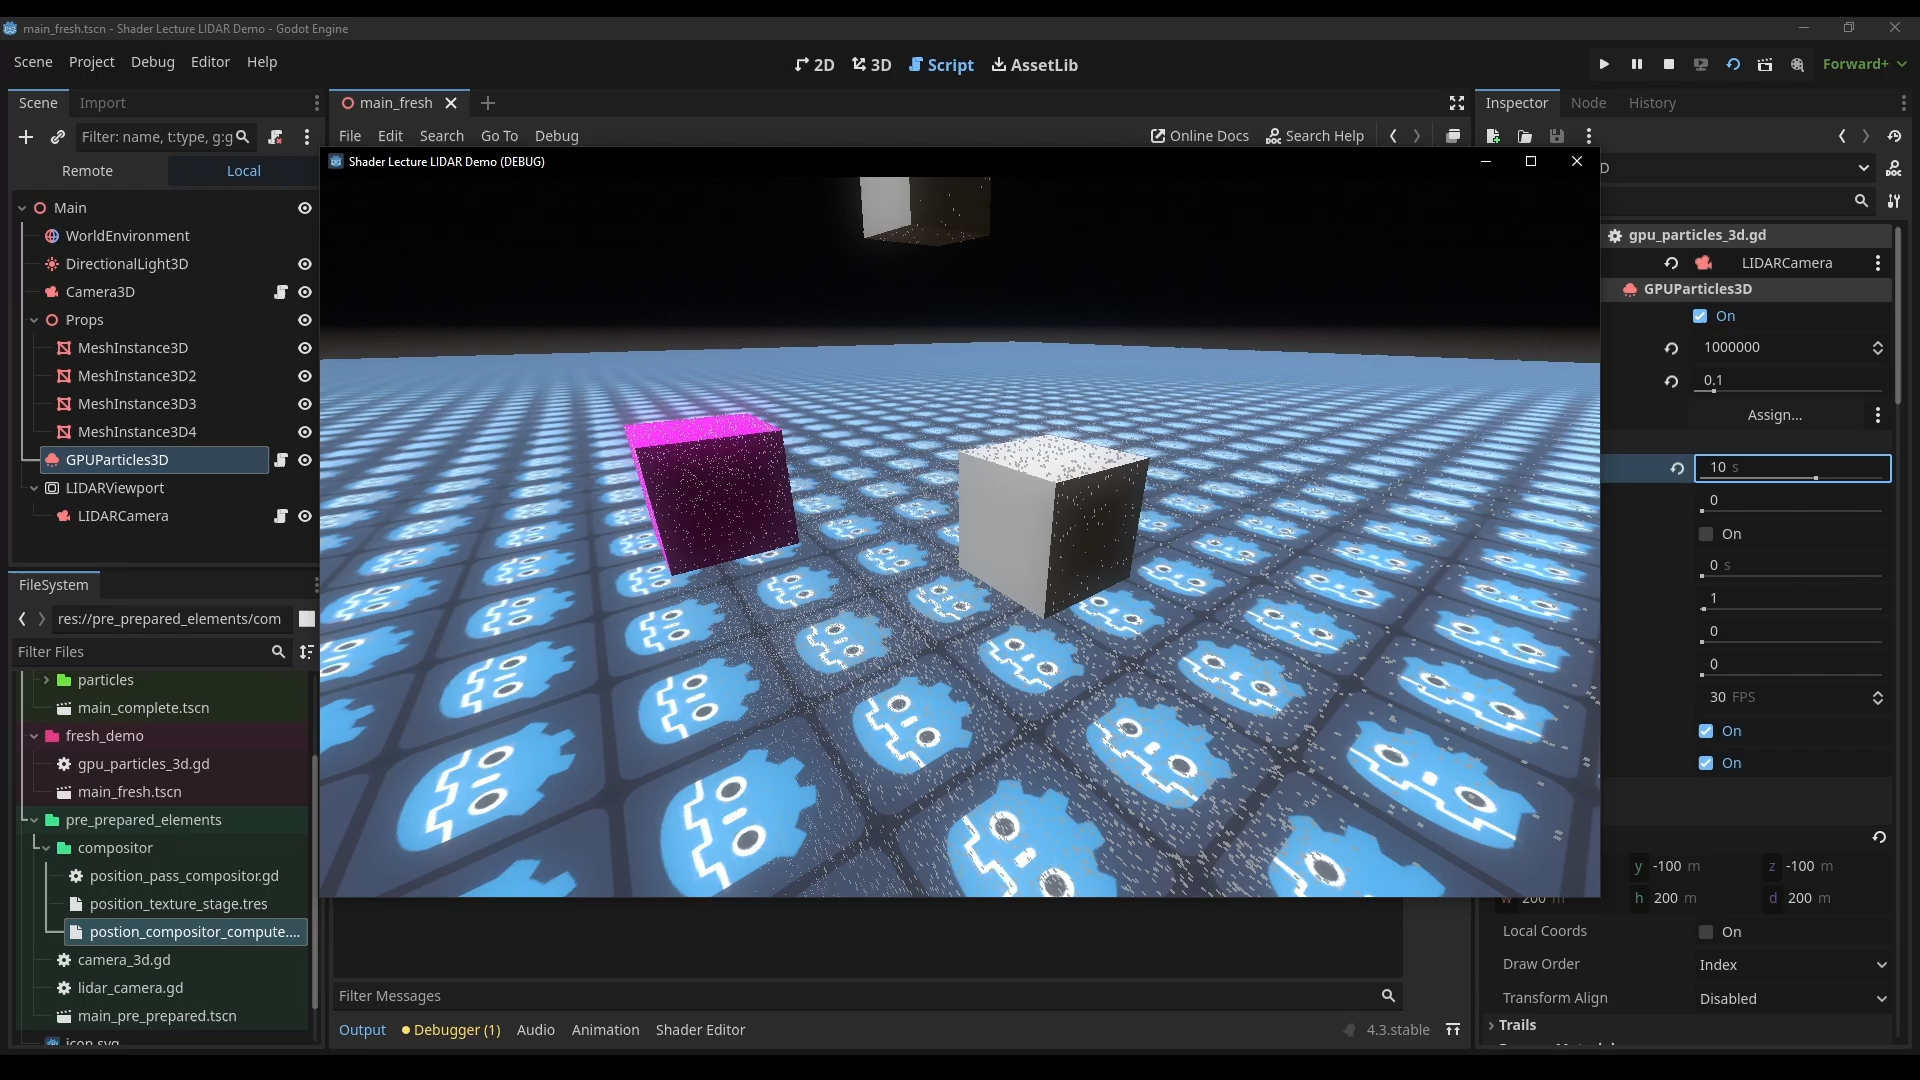 main_fresh.tscn - Shader Lecture LIDAR Demo - Godot Engine
Scene Project Debug Editor Help
2D 3D Script AssetLib
Forward+
Scene Import
main_fresh
Inspector Node History
Filter: name, t:type, g:g
File Edit Search Go To Debug
Online Docs Search Help
Remote Local
Shader Lecture LIDAR Demo (DEBUG)
D
Main
WorldEnvironment
DirectionalLight3D
Camera3D
Props
MeshInstance3D
MeshInstance3D2
MeshInstance3D3
MeshInstance3D4
GPUParticles3D
LIDARViewport
LIDARCamera
gpu_particles_3d.gd
LIDARCamera
GPUParticles3D
On
1000000
0.1
Assign...
10 s
0
On
0 s
1
0
0
30 FPS
On
On
y -100 m z -100 m
w 200 m h 200 m d 200 m
Local Coords On
Draw Order Index
Transform Align Disabled
Trails
FileSystem
res://pre_prepared_elements/com
Filter Files
particles
main_complete.tscn
fresh_demo
gpu_particles_3d.gd
main_fresh.tscn
pre_prepared_elements
compositor
position_pass_compositor.gd
position_texture_stage.tres
postion_compositor_compute....
camera_3d.gd
lidar_camera.gd
main_pre_prepared.tscn
icon.svg
Filter Messages
Output Debugger (1) Audio Animation Shader Editor
4.3.stable